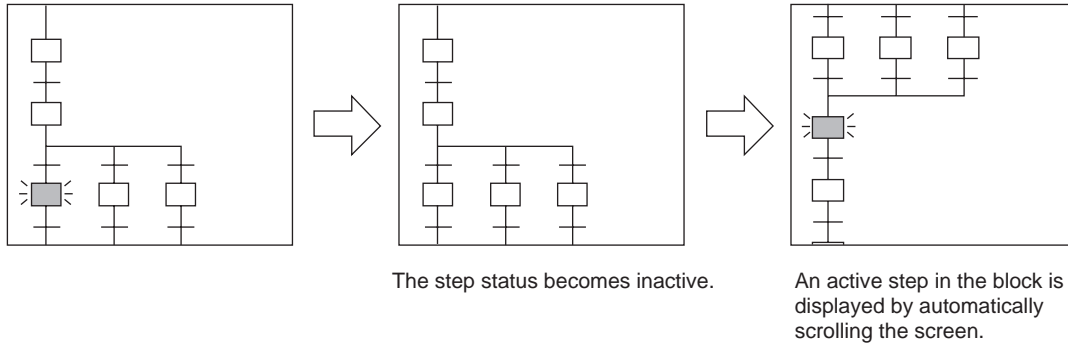 The step status becomes inactive.
An active step in the block is
displayed by automatically
scrolling the screen.